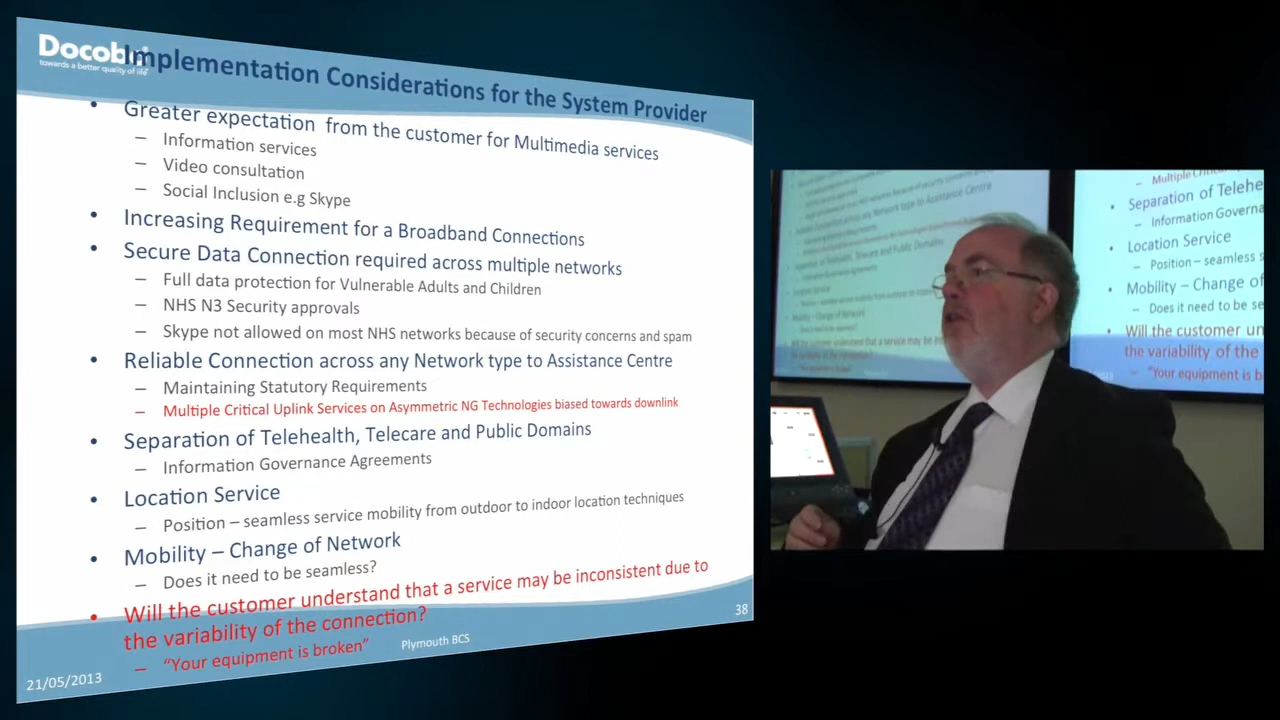 Docobo
towards a better quality of life
Implementation Considerations for the System Provider
• Greater expectation from the customer for Multimedia services
– Information services
– Video consultation
– Social Inclusion e.g Skype
• Increasing Requirement for a Broadband Connections
• Secure Data Connection required across multiple networks
– Full data protection for Vulnerable Adults and Children
– NHS N3 Security approvals
– Skype not allowed on most NHS networks because of security concerns and spam
• Reliable Connection across any Network type to Assistance Centre
– Maintaining Statutory Requirements
– Multiple Critical Uplink Services on Asymmetric NG Technologies biased towards downlink
• Separation of Telehealth, Telecare and Public Domains
– Information Governance Agreements
• Location Service
– Position – seamless service mobility from outdoor to indoor location techniques
• Mobility – Change of Network
– Does it need to be seamless?
• Will the customer understand that a service may be inconsistent due to
the variability of the connection?
– “Your equipment is broken”
21/05/2013
Plymouth BCS
38
– Multiple Critical
• Separation of Telehe
– Information Governa
• Location Service
– Position – seamless s
• Mobility – Change of
– Does it need to be se
• Will the customer un
the variability of the
– “Your equipment is b